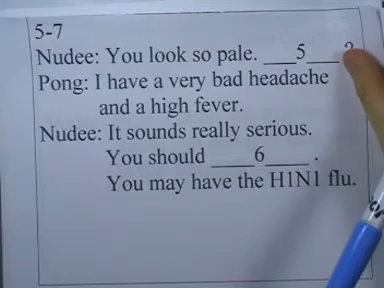 5-7
Nudee: You look so pale. ___5___?
Pong: I have a very bad headache
and a high fever.
Nudee: It sounds really serious.
You should ____6____ .
You may have the H1N1 flu.